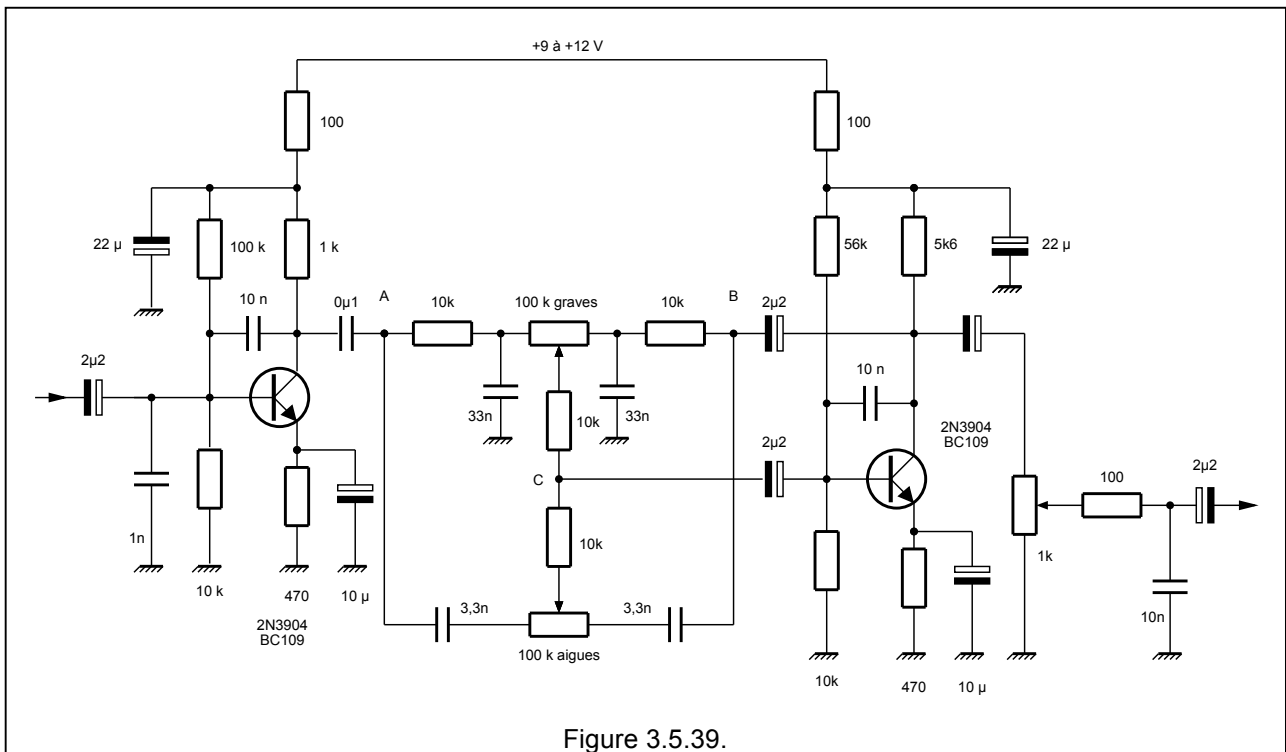 +9 à +12 V
100
100
22 µ
100 k
1 k
56k
5k6
22 µ
10 n
0µ1
A
10k
100 k graves
10k
B
2µ2
2µ2
33n
10k
33n
10 n
2N3904
BC109
C
2µ2
1n
10k
100
2µ2
1k
10 k
470
10 µ
3,3n
3,3n
10n
2N3904
BC109
100 k aigues
10k
470
10 µ
Figure 3.5.39.